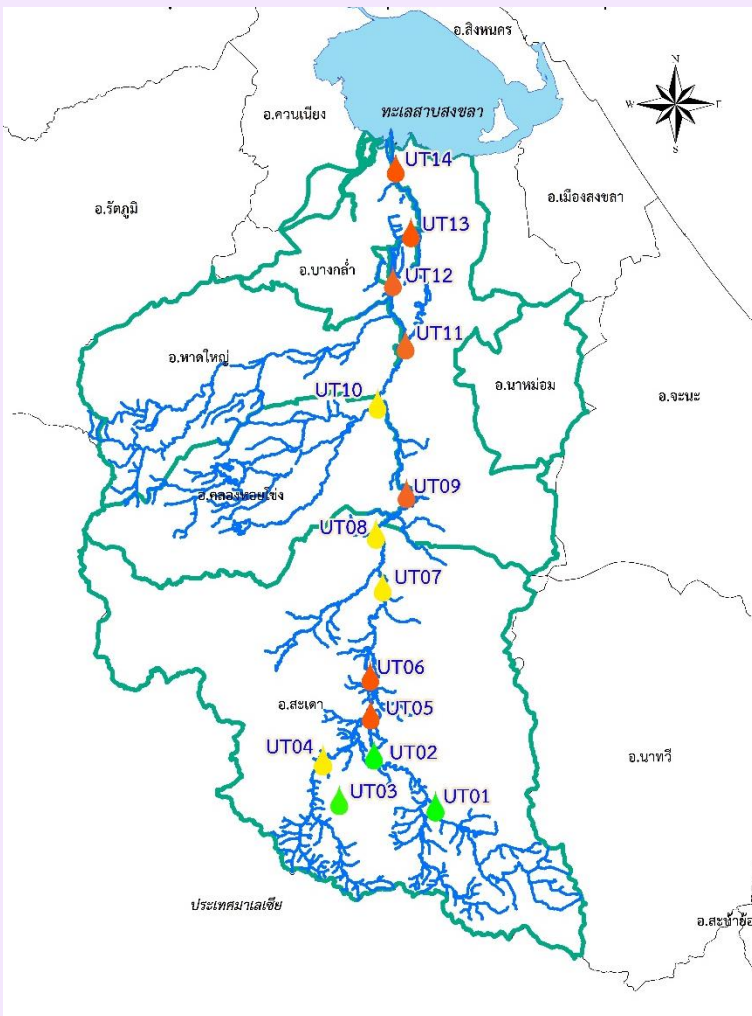 อ.สิงหนคร
N
W
S
ทะเลสาบสงขลา
อ.ควนเนียง
UT14
อ.เมืองสงขลา
อ.รัตภูมิ
UT13
อ.บางกล่ำ
UT12
UT11
อ.หาดใหญ่
อ.นาหม่อม
อ.จะนะ
UT10
UT09
อ.คลองหอยโข่ง
UT08
UT07
UT06
อ.สะเดา
UT05
UT04
UT02
อ.นาทวี
UT03
UT01
ประเทศมาเลเซีย